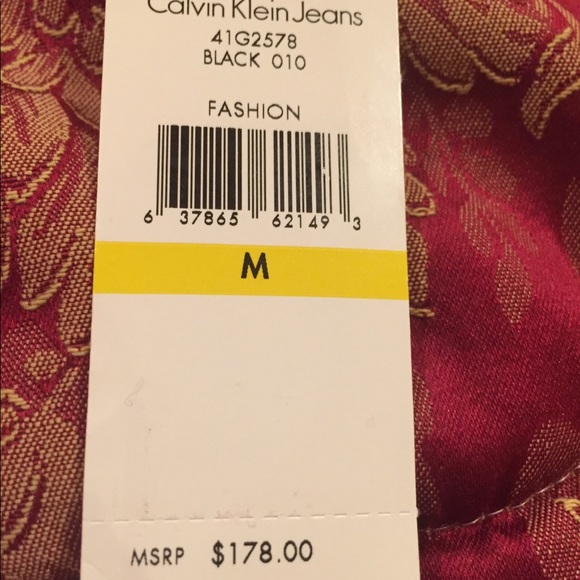 Calvin Klein Jeans
41G2578
BLACK 010
FASHION
6 37865 62149 3
M
MSRP $178.00